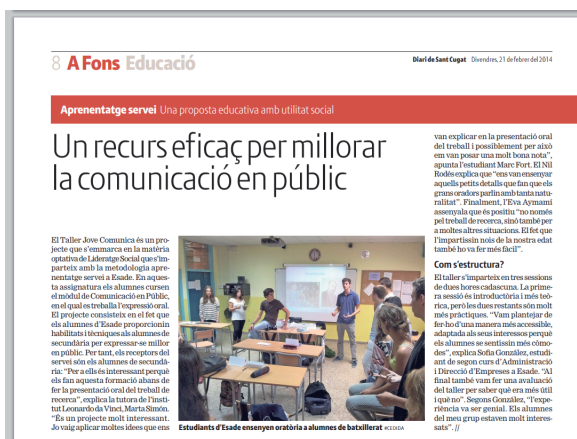 8 A Fons Educació
Diari de Sant Cugat Divendres, 21 de febrer del 2014
Aprenentatge servei Una proposta educativa amb utilitat social
Un recurs eficaç per millorar
la comunicació en públic
El Taller Jove Comunica és un pro-
jecte que s'emmarca en la matèria
optativa de Lideratge Social que s'im-
parteix amb la metodologia apre-
nentatge servei a Esade. En aques-
ta assignatura els alumnes cursen
el mòdul de Comunicació en Públic,
en el qual es treballa l'expressió oral.
El projecte consisteix en el fet que
els alumnes d'Esade proporcionin
habilitats i tècniques als alumnes de
secundària per expressar-se millor
en públic. Per tant, els receptors del
servei són els alumnes de secundà-
ria: "Per a ells és interessant perquè
els fan aquesta formació abans de
fer la presentació oral del treball de
recerca", explica la tutora de l'insti-
tut Leonardo da Vinci, Marta Simón.
"És un projecte molt interessant.
Jo vaig aplicar moltes idees que ens
Estudiants d'Esade ensenyen oratòria a alumnes de batxillerat #CEDIDA
van explicar en la presentació oral
del treball i possiblement per això
em van posar una molt bona nota",
apunta l'estudiant Marc Fort. El Nil
Rodés explica que "ens van ensenyar
aquells petits detalls que fan que els
grans oradors parlin amb tanta natu-
ralitat". Finalment, l'Eva Aymamí
assenyala que és positiu "no només
pel treball de recerca, sinó també per
a moltes altres situacions. El fet que
l'impartissin nois de la nostra edat
també ho va fer més fàcil".
Com s'estructura?
El taller s'imparteix en tres sessions
de dues hores cadascuna. La prime-
ra sessió és introductòria i més teò-
rica, però les dues restants són molt
més pràctiques. "Vam plantejar de
fer-ho d'una manera més accessible,
adaptada als seus interessos perquè
els alumnes se sentissin més còmo-
des", explica Sofia González, estudi-
ant de segon curs d'Administració
i Direcció d'Empreses a Esade. "Al
final també vam fer una avaluació
del taller per saber què era més útil
i què no". Segons González, "l'expe-
riència va ser genial. Els alumnes
del meu grup estaven molt interes-
sats". //